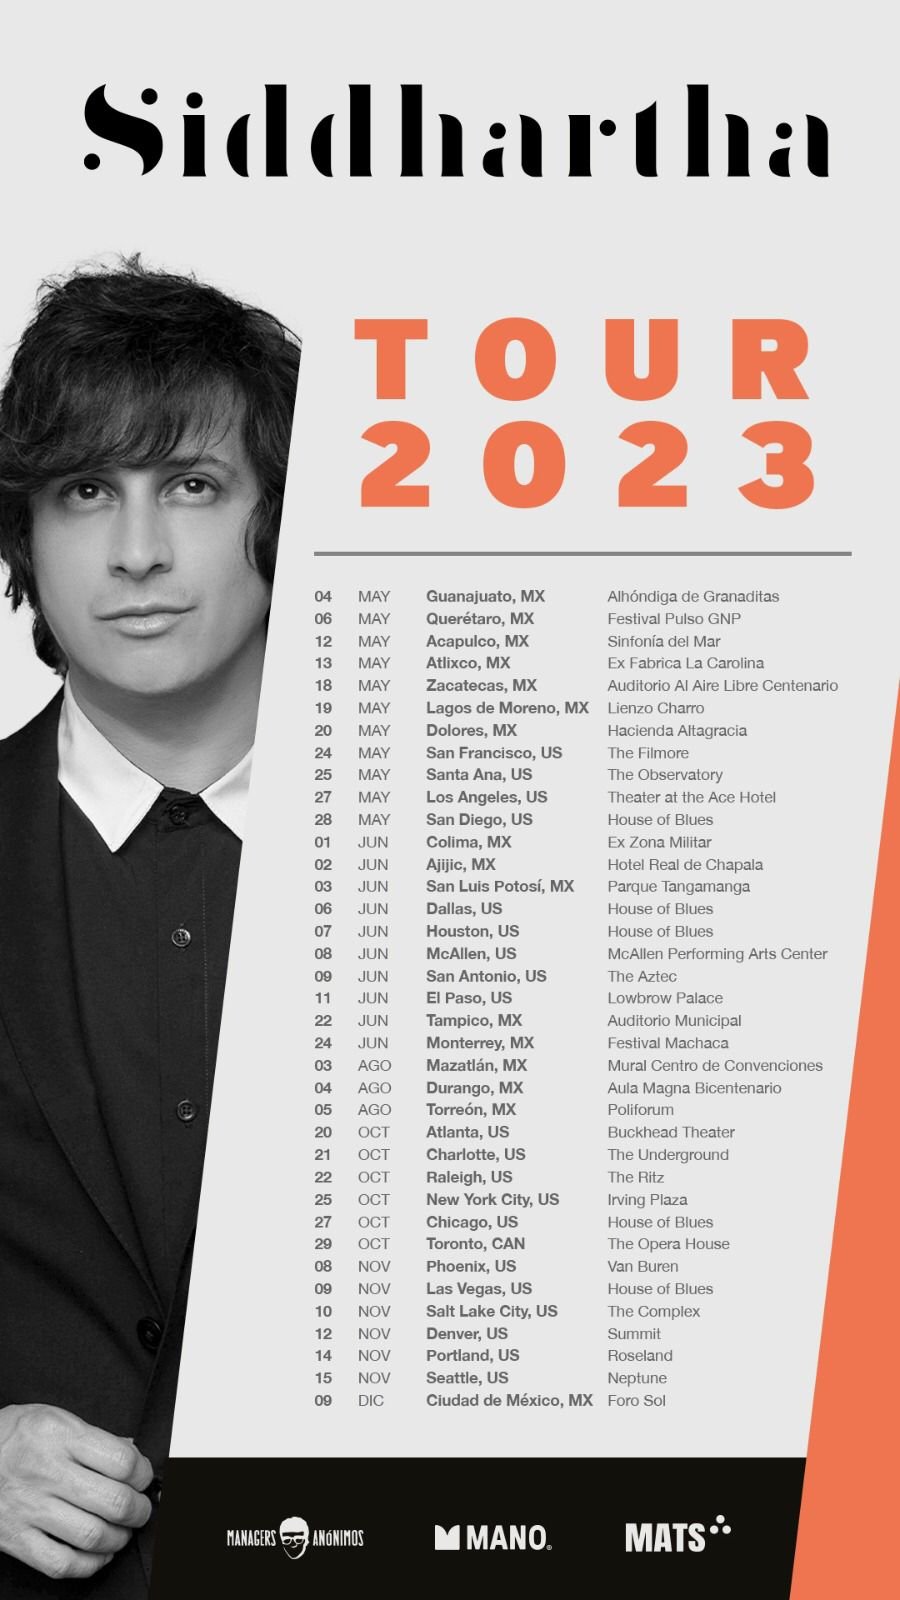 Siddhartha
TOUR
2023
04 MAY Guanajuato, MX Alhóndiga de Granaditas
06 MAY Querétaro, MX Festival Pulso GNP
12 MAY Acapulco, MX Sinfonía del Mar
13 MAY Atlixco, MX Ex Fabrica La Carolina
18 MAY Zacatecas, MX Auditorio Al Aire Libre Centenario
19 MAY Lagos de Moreno, MX Lienzo Charro
20 MAY Dolores, MX Hacienda Altagracia
24 MAY San Francisco, US The Filmore
25 MAY Santa Ana, US The Observatory
27 MAY Los Angeles, US Theater at the Ace Hotel
28 MAY San Diego, US House of Blues
01 JUN Colima, MX Ex Zona Militar
02 JUN Ajijic, MX Hotel Real de Chapala
03 JUN San Luis Potosí, MX Parque Tangamanga
06 JUN Dallas, US House of Blues
07 JUN Houston, US House of Blues
08 JUN McAllen, US McAllen Performing Arts Center
09 JUN San Antonio, US The Aztec
11 JUN El Paso, US Lowbrow Palace
22 JUN Tampico, MX Auditorio Municipal
24 JUN Monterrey, MX Festival Machaca
03 AGO Mazatlán, MX Mural Centro de Convenciones
04 AGO Durango, MX Aula Magna Bicentenario
05 AGO Torreón, MX Poliforum
20 OCT Atlanta, US Buckhead Theater
21 OCT Charlotte, US The Underground
22 OCT Raleigh, US The Ritz
25 OCT New York City, US Irving Plaza
27 OCT Chicago, US House of Blues
29 OCT Toronto, CAN The Opera House
08 NOV Phoenix, US Van Buren
09 NOV Las Vegas, US House of Blues
10 NOV Salt Lake City, US The Complex
12 NOV Denver, US Summit
14 NOV Portland, US Roseland
15 NOV Seattle, US Neptune
09 DIC Ciudad de México, MX Foro Sol
MANAGERS ANÓNIMOS MANO® MATS